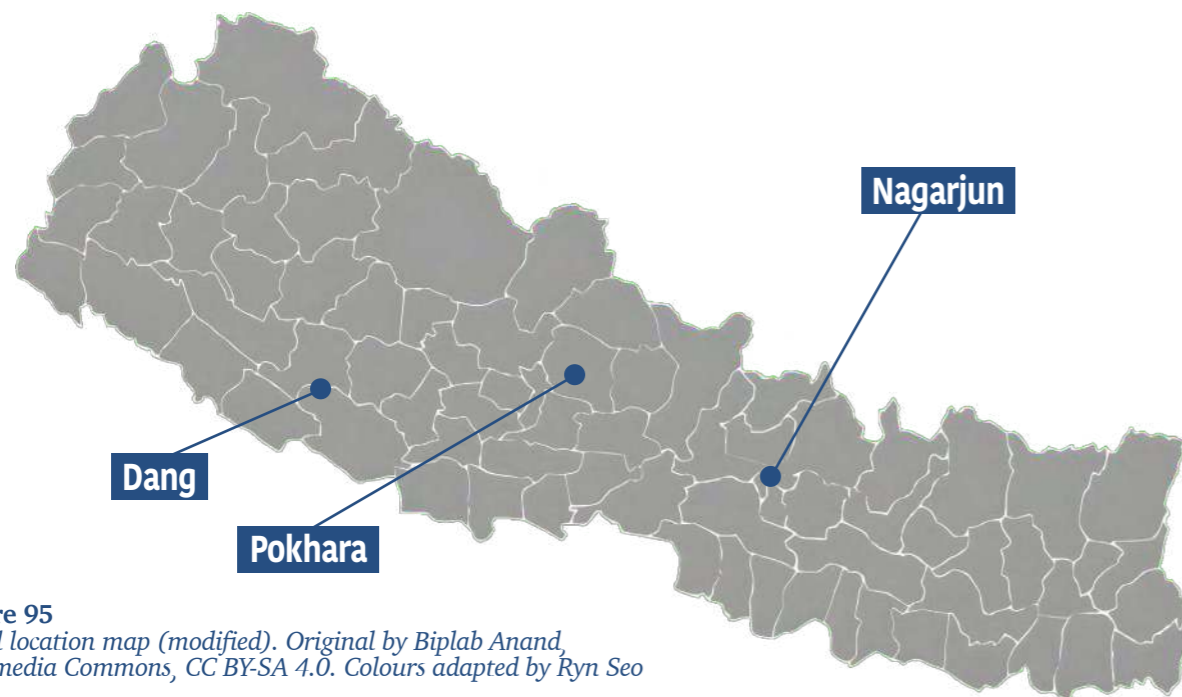 Nagarjun
Dang
Pokhara
re 95
l location map (modified). Original by Biplab Anand,
media Commons, CC BY-SA 4.0. Colours adapted by Ryn Seo